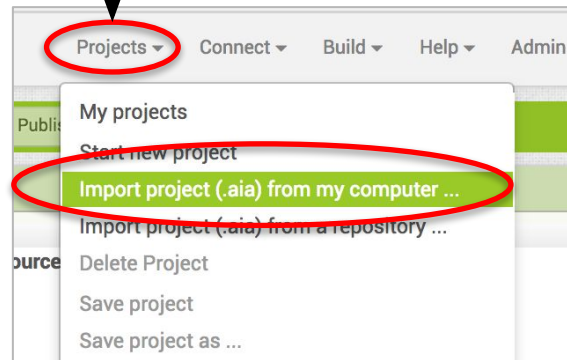 Projects ▾ Connect ▾ Build ▾ Help ▾ Admin
My projects
Start new project
Import project (.aia) from my computer ...
Import project (.aia) from a repository ...
Delete Project
Save project
Save project as ...